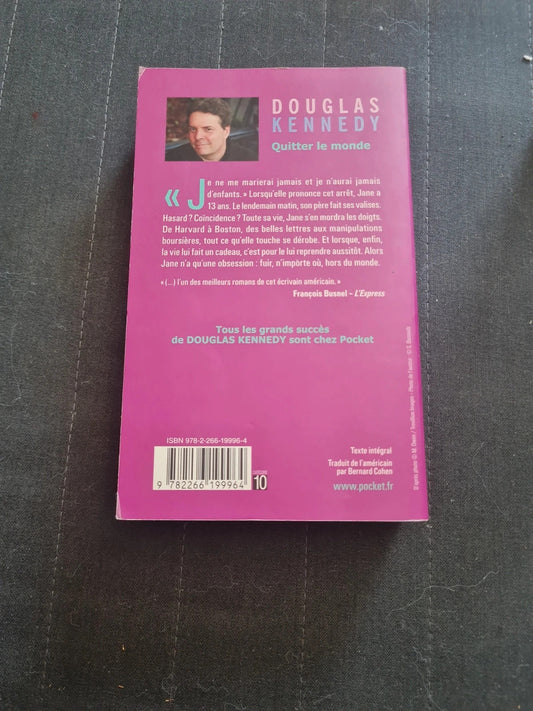 DOUGLAS
KENNEDY
Quitter le monde
« Je ne me marierai jamais et je n'aurai jamais
d'enfants. » Lorsqu'elle prononce cet arrêt, Jane a
13 ans. Le lendemain matin, son père fait ses valises.
Hasard ? Coïncidence ? Toute sa vie, Jane s'en mordra les doigts.
De Harvard à Boston, des belles lettres aux manipulations
boursières, tout ce qu'elle touche se dérobe. Et lorsque, enfin,
la vie lui fait un cadeau, c'est pour le lui reprendre aussitôt. Alors
Jane n'a qu'une obsession : fuir, n'importe où, hors du monde.
« (...) l'un des meilleurs romans de cet écrivain américain. »
François Busnel – L'Express
Tous les grands succès
de DOUGLAS KENNEDY sont chez Pocket
ISBN 978-2-266-19996-4
9 782266 199964
10
Texte intégral
Traduit de l'américain
par Bernard Cohen
www.pocket.fr